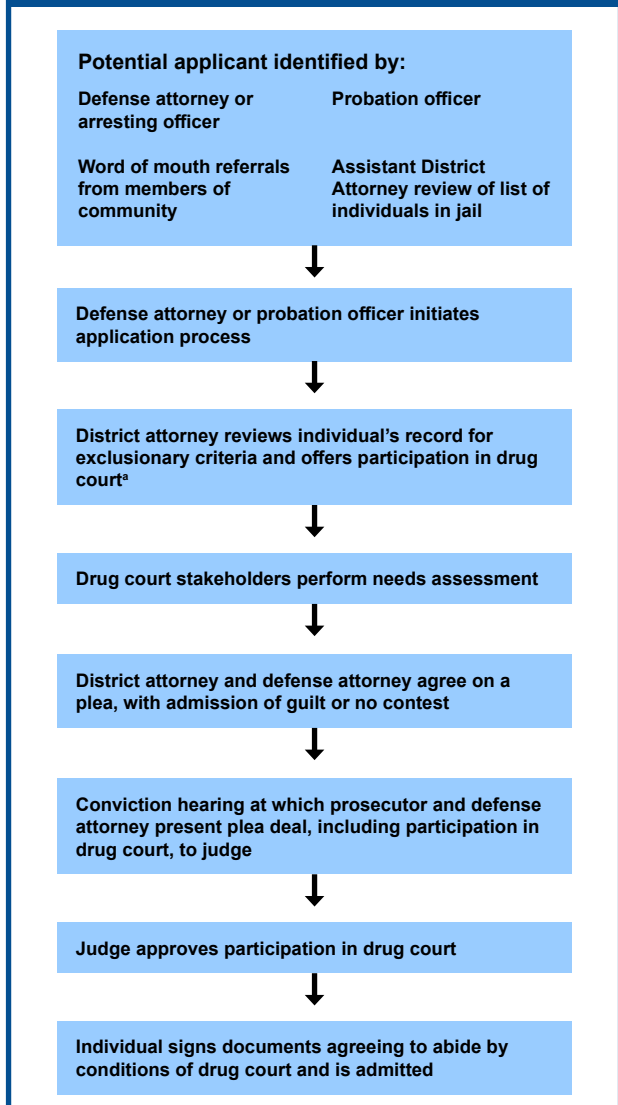 Potential applicant identified by:
Defense attorney or
arresting officer
Probation officer
Word of mouth referrals
from members of
community
Assistant District
Attorney review of list of
individuals in jail
Defense attorney or probation officer initiates
application process
District attorney reviews individual’s record for
exclusionary criteria and offers participation in drug
courtᵃ
Drug court stakeholders perform needs assessment
District attorney and defense attorney agree on a
plea, with admission of guilt or no contest
Conviction hearing at which prosecutor and defense
attorney present plea deal, including participation in
drug court, to judge
Judge approves participation in drug court
Individual signs documents agreeing to abide by
conditions of drug court and is admitted